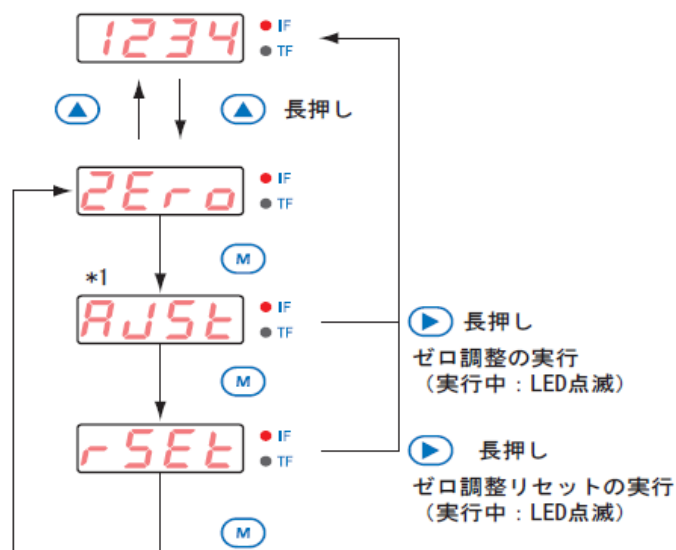 1234
IF
TF
長押し
ZEro
IF
TF
M
*1
AJSt
IF
TF
長押し
ゼロ調整の実行
（実行中：LED点滅）
M
rSEt
IF
TF
長押し
ゼロ調整リセットの実行
（実行中：LED点滅）
M